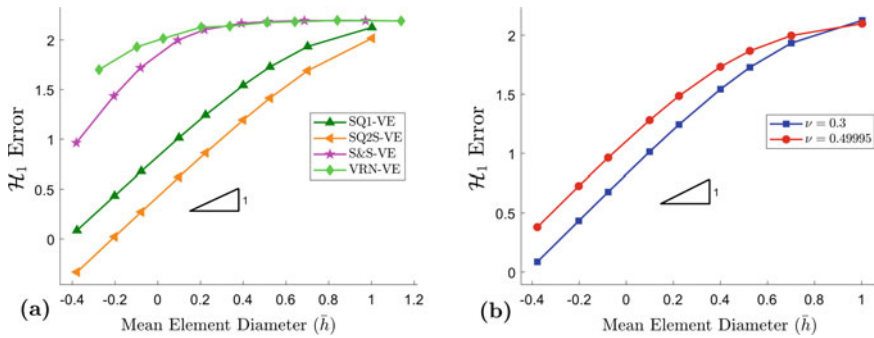 2
1.5
1
0.5
0
-0.4
-0.2
0
0.2
0.4
0.6
0.8
1
ℋ₁ Error
Mean Element Diameter (h̄)
SQ1-VE
SQ2S-VE
S&S-VE
VRN-VE
1
(a)
2
1.5
1
0.5
0
-0.4
-0.2
0
0.2
0.4
0.6
0.8
1
ℋ₁ Error
Mean Element Diameter (h̄)
ν = 0.3
ν = 0.49995
1
(b)